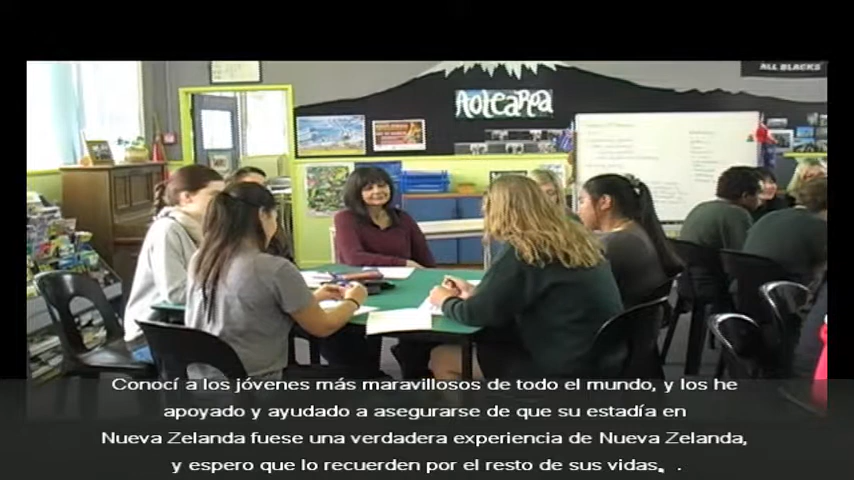 ALL BLACKS
Aotearoa
Conocí a los jóvenes más maravillosos de todo el mundo, y los he
apoyado y ayudado a asegurarse de que su estadía en
Nueva Zelanda fuese una verdadera experiencia de Nueva Zelanda,
y espero que lo recuerden por el resto de sus vidas. .